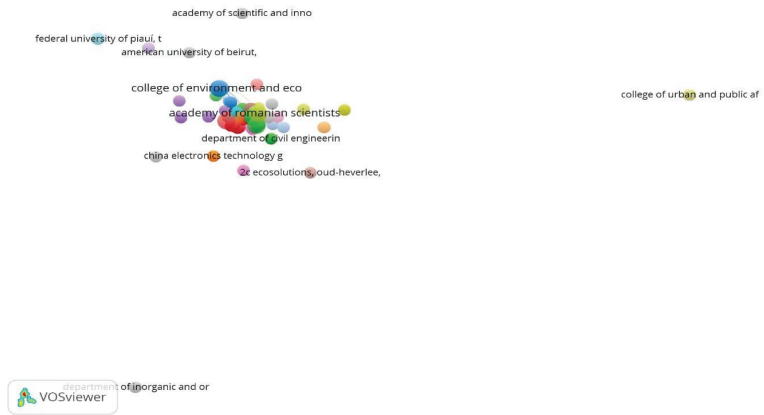 academy of scientific and inno
federal university of piauí, t
american university of beirut,
college of environment and eco
college of urban and public af
academy of romanian scientists
department of civil engineerin
china electronics technology g
2c ecosolutions, oud-heverlee,
department of inorganic and or
VOSviewer